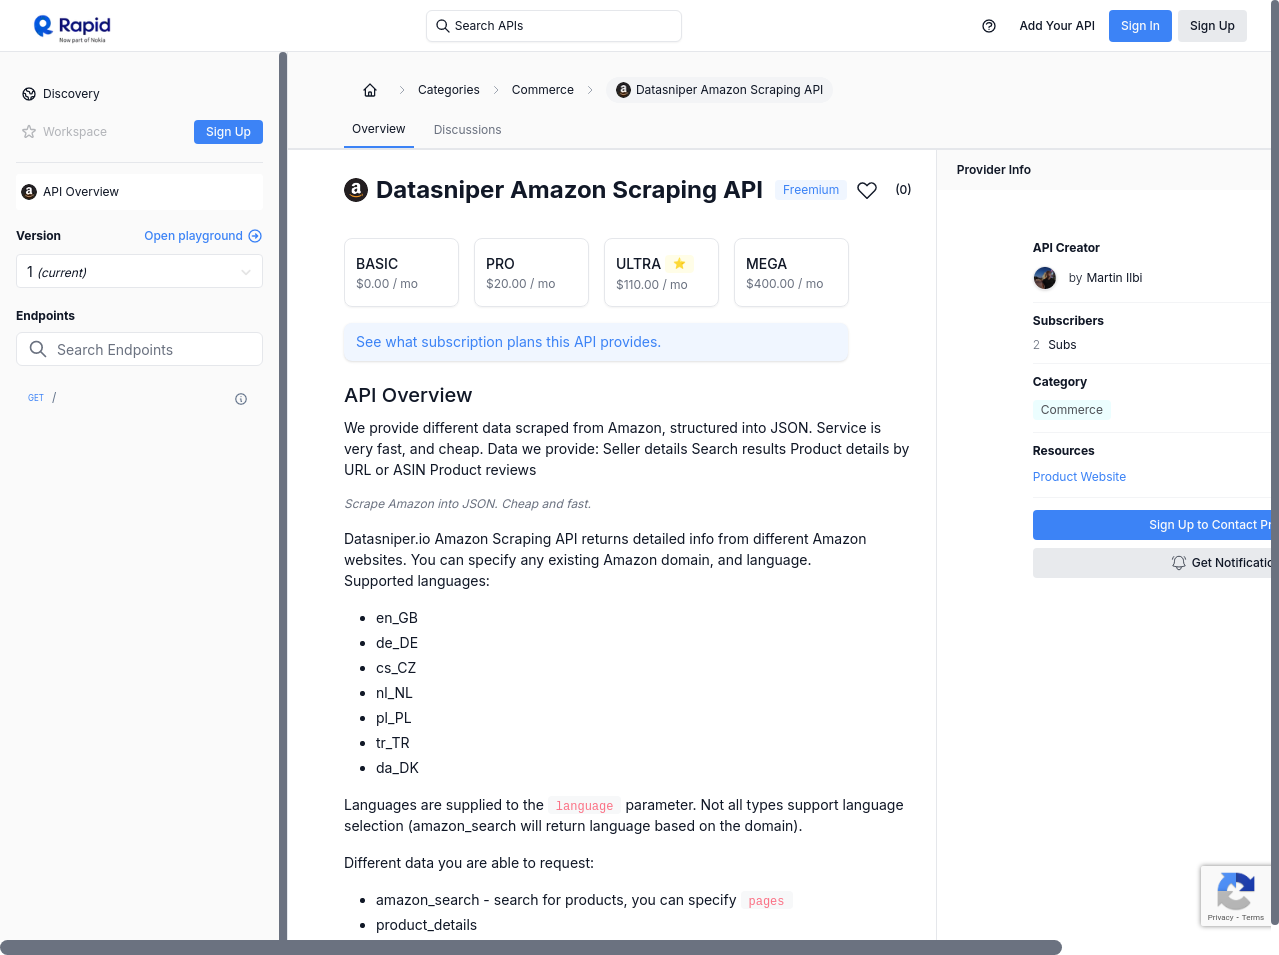 Rapid
Now part of Nokia
Search APIs
Add Your API
Sign In
Sign Up
Discovery
Workspace
Sign Up
API Overview
Version
Open playground
1 (current)
Endpoints
Search Endpoints
GET /
Categories
Commerce
Datasniper Amazon Scraping API
Overview
Discussions
Datasniper Amazon Scraping API
Freemium
(0)
BASIC
$0.00 / mo
PRO
$20.00 / mo
ULTRA
$110.00 / mo
MEGA
$400.00 / mo
See what subscription plans this API provides.
API Overview
We provide different data scraped from Amazon, structured into JSON. Service is
very fast, and cheap. Data we provide: Seller details Search results Product details by
URL or ASIN Product reviews
Scrape Amazon into JSON. Cheap and fast.
Datasniper.io Amazon Scraping API returns detailed info from different Amazon
websites. You can specify any existing Amazon domain, and language.
Supported languages:
en_GB
de_DE
cs_CZ
nl_NL
pl_PL
tr_TR
da_DK
Languages are supplied to the language parameter. Not all types support language
selection (amazon_search will return language based on the domain).
Different data you are able to request:
amazon_search - search for products, you can specify pages
product_details
Provider Info
API Creator
by Martin Ilbi
Subscribers
2 Subs
Category
Commerce
Resources
Product Website
Sign Up to Contact Pr
Get Notificatio
Privacy - Terms